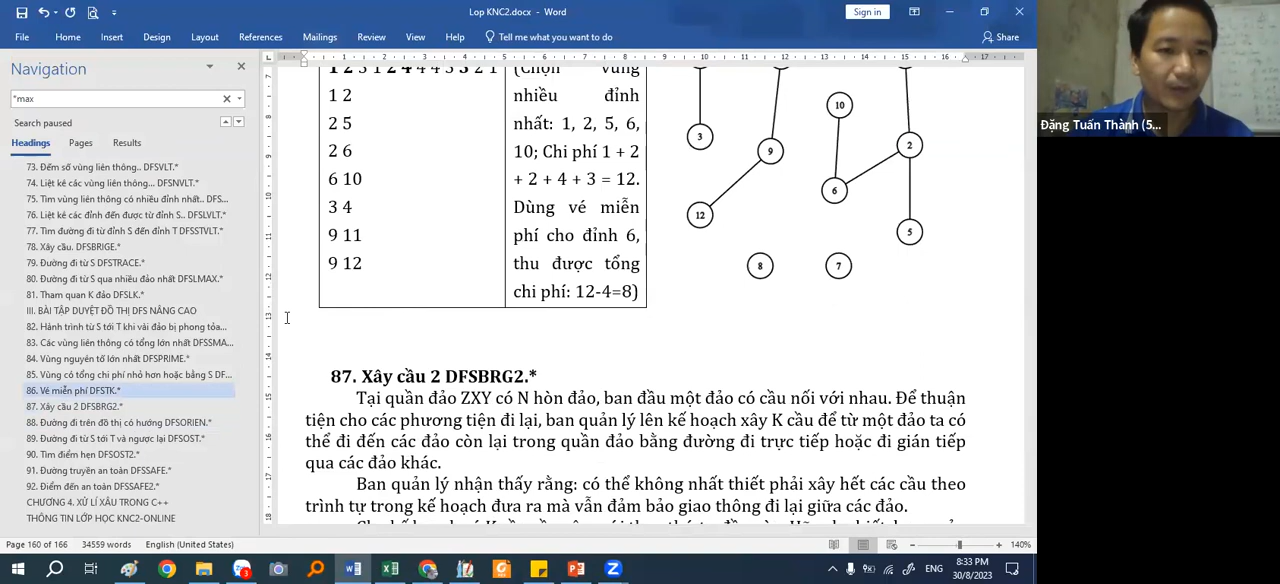 Lop KNC2.docx - Word
Sign in
File Home Insert Design Layout References Mailings Review View Help Tell me what you want to do Share
Navigation
*max
Search paused
Headings Pages Results
73. Đếm số vùng liên thông. DFSVLT.*
74. Liệt kê các vùng liên thông... DFSNVLT.*
75. Tìm vùng liên thông có nhiều đỉnh nhất.. DFS...
76. Liệt kê các đỉnh đến được từ đỉnh S.. DFSLVLT.*
77. Tìm đường đi từ đỉnh S đến đỉnh T DFSSTVLT.*
78. Xây cầu. DFSBRIGE.*
79. Đường đi từ S DFSTRACE.*
80. Đường đi từ S qua nhiều đảo nhất DFSLMAX.*
81. Tham quan K đảo DFSLK.*
III. BÀI TẬP DUYỆT ĐỒ THỊ DFS NÂNG CAO
82. Hành trình từ S tới T khi vài đảo bị phong tỏa...
83. Các vùng liên thông có tổng lớn nhất DFSSMA...
84. Vùng nguyên tố lớn nhất DFSPRIME.*
85. Vùng có tổng chi phí nhỏ hơn hoặc bằng S DF...
86. Vé miễn phí DFSTK.*
87. Xây cầu 2 DFSBRG2.*
88. Đường đi trên đồ thị có hướng DFSORIEN.*
89. Đường đi từ S tới T và ngược lại DFSOST.*
90. Tìm điểm hẹn DFSOST2.*
91. Đường truyền an toàn DFSSAFE.*
92. Điểm đến an toàn DFSSAFE2.*
CHƯƠNG 4. XỬ LÍ XÂU TRONG C++
THÔNG TIN LỚP HỌC KNC2-ONLINE
1 2 3 1 2 4 4 4 3 3 2 1
1 2
2 5
2 6
6 10
3 4
9 11
9 12
(Chọn vùng
nhiều đỉnh
nhất: 1, 2, 5, 6,
10; Chi phí 1 + 2
+ 2 + 4 + 3 = 12.
Dùng vé miễn
phí cho đỉnh 6,
thu được tổng
chi phí: 12-4=8)
10
3
9
2
6
12
5
8
7
87. Xây cầu 2 DFSBRG2.*
Tại quần đảo ZXY có N hòn đảo, ban đầu một đảo có cầu nối với nhau. Để thuận
tiện cho các phương tiện đi lại, ban quản lý lên kế hoạch xây K cầu để từ một đảo ta có
thể đi đến các đảo còn lại trong quần đảo bằng đường đi trực tiếp hoặc đi gián tiếp
qua các đảo khác.
Ban quản lý nhận thấy rằng: có thể không nhất thiết phải xây hết các cầu theo
trình tự trong kế hoạch đưa ra mà vẫn đảm bảo giao thông đi lại giữa các đảo.
Page 160 of 166 34559 words English (United States) 140%
ENG
8:33 PM
30/8/2023
Đặng Tuấn Thành (5...